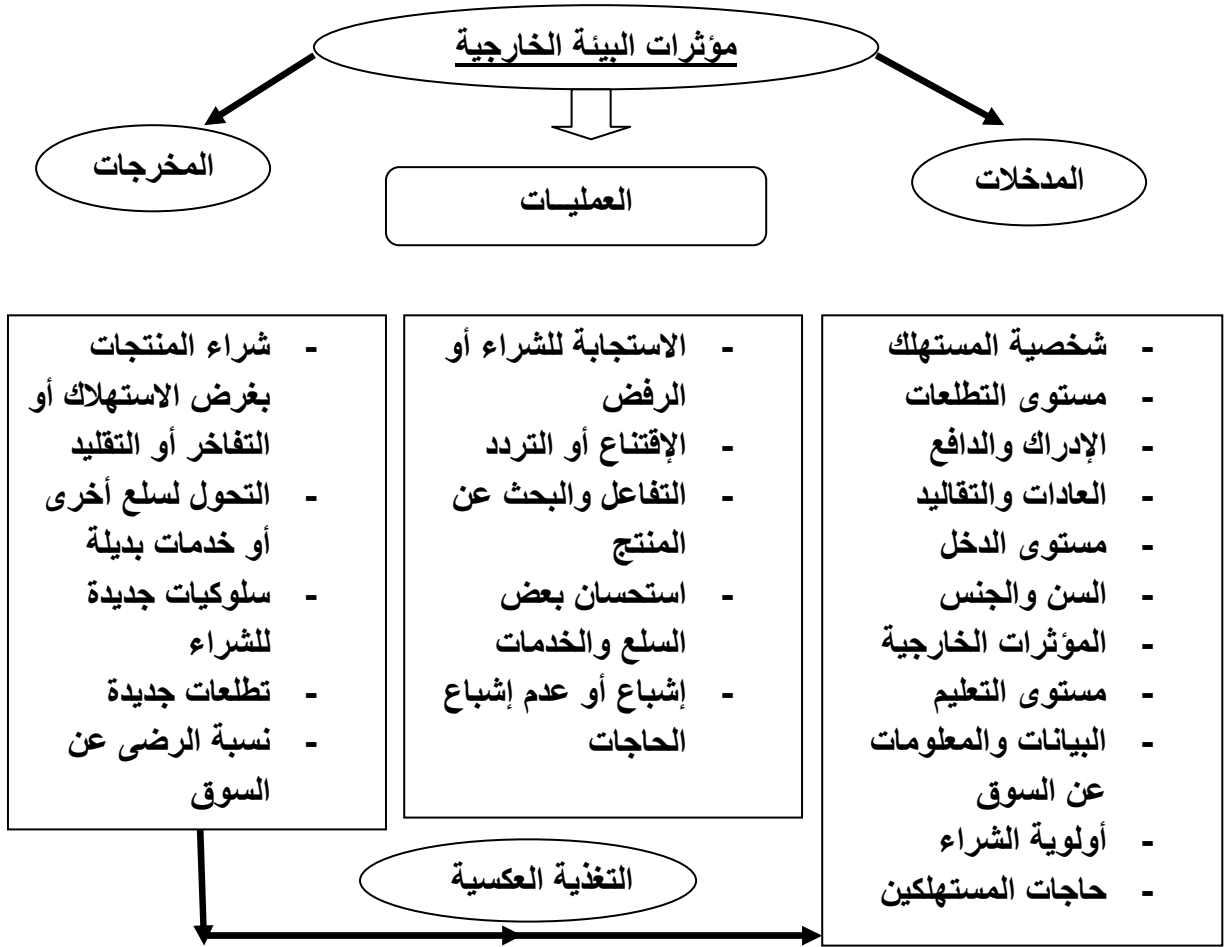 مؤثرات البيئة الخارجية
المدخلات
العمليــات
المخرجات
- شخصية المستهلك
- مستوى التطلعات
- الإدراك والدافع
- العادات والتقاليد
- مستوى الدخل
- السن والجنس
- المؤثرات الخارجية
- مستوى التعليم
- البيانات والمعلومات
عن السوق
- أولوية الشراء
- حاجات المستهلكين
- الاستجابة للشراء أو
الرفض
- الإقتناع أو التردد
- التفاعل والبحث عن
المنتج
- استحسان بعض
السلع والخدمات
- إشباع أو عدم إشباع
الحاجات
- شراء المنتجات
بغرض الاستهلاك أو
التفاخر أو التقليد
- التحول لسلع أخرى
أو خدمات بديلة
- سلوكيات جديدة
للشراء
- تطلعات جديدة
- نسبة الرضى عن
السوق
التغذية العكسية